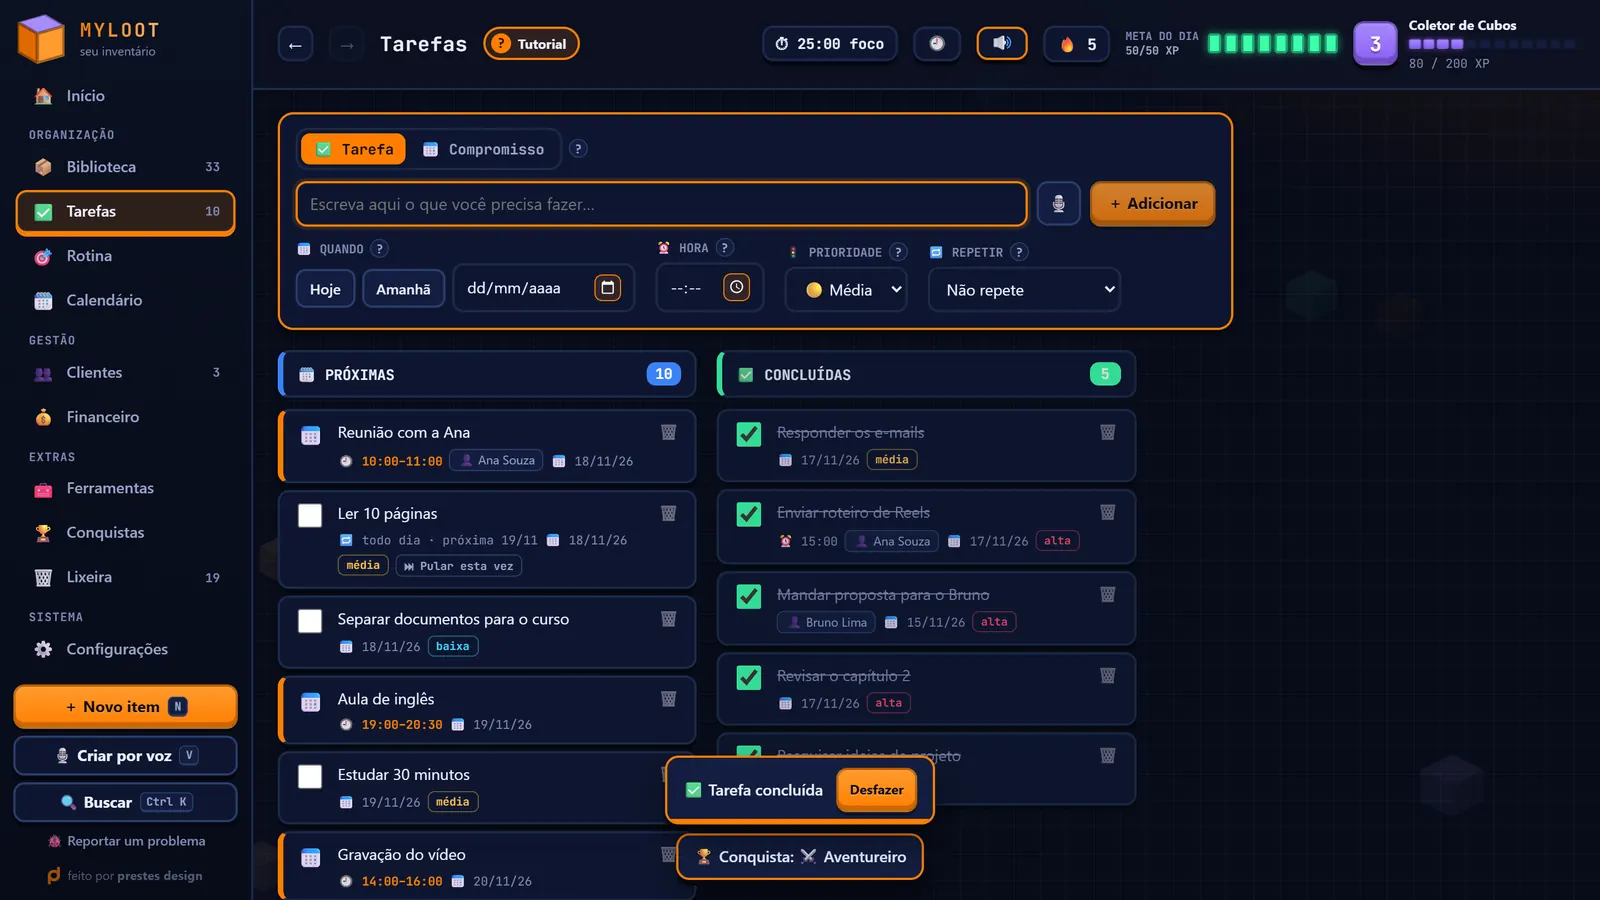 MYLOOT
seu inventário
Início
ORGANIZAÇÃO
Biblioteca 33
Tarefas 10
Rotina
Calendário
GESTÃO
Clientes 3
Financeiro
EXTRAS
Ferramentas
Conquistas
Lixeira 19
SISTEMA
Configurações
+ Novo item N
Criar por voz V
Buscar Ctrl K
Reportar um problema
feito por prestes design
← → Tarefas ? Tutorial
25:00 foco
5
META DO DIA
50/50 XP
3
Coletor de Cubos
80 / 200 XP
Tarefa
Compromisso ?
Escreva aqui o que você precisa fazer...
+ Adicionar
QUANDO ?
HORA ?
PRIORIDADE ?
REPETIR ?
Hoje
Amanhã
dd/mm/aaaa
--:--
Média
Não repete
PRÓXIMAS 10
Reunião com a Ana
10:00–11:00 Ana Souza 18/11/26
Ler 10 páginas
todo dia · próxima 19/11 18/11/26
média Pular esta vez
Separar documentos para o curso
18/11/26 baixa
Aula de inglês
19:00–20:30 19/11/26
Estudar 30 minutos
19/11/26 média
Gravação do vídeo
14:00–16:00 20/11/26
CONCLUÍDAS 5
Responder os e-mails
17/11/26 média
Enviar roteiro de Reels
15:00 Ana Souza 17/11/26 alta
Mandar proposta para o Bruno
Bruno Lima 15/11/26 alta
Revisar o capítulo 2
17/11/26 alta
Pesquisar ideias de projeto
Tarefa concluída Desfazer
Conquista: Aventureiro